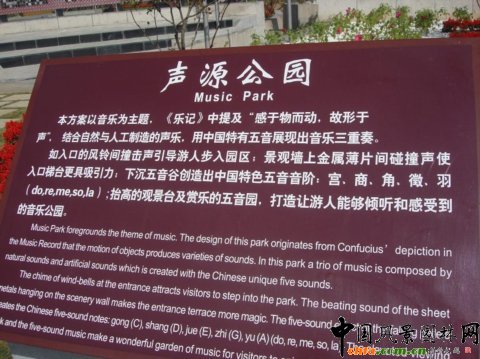 声源公园
Music Park
本方案以音乐为主题，《乐记》中提及“感于物而动，故形于
声”，结合自然与人工制造的声乐，用中国特有五音展现出音乐三重奏。
如入口的风铃间撞击声引导游人步入园区；景观墙上金属薄片间碰撞声使
入口梯台更具吸引力；下沉五音谷创造出中国特色五音音阶：宫、商、角、徵、羽
(do,re,me,so,la)；抬高的观景台及赏乐的五音园，打造让游人能够倾听和感受到
的音乐公园。
Music Park foregrounds the theme of music. The design of this park originates from Confucius' depiction in
the Music Record that the motion of objects produces varieties of sounds. In this park a trio of music is composed by
natural sounds and artificial sounds which is created with the Chinese unique five sounds.
The chime of wind-bells at the entrance attracts visitors to step into the park. The beating sound of the sheet
metals hanging on the scenery wall makes the entrance terrace more magic. The five-sound
eates the Chinese five-sound notes: gong (C), shang (D), jue (E), zhi (G), yu (A)(do, re, me, so,
rk and the five-sound music make a wonderful garden of music for visitors to
中国风景园林网